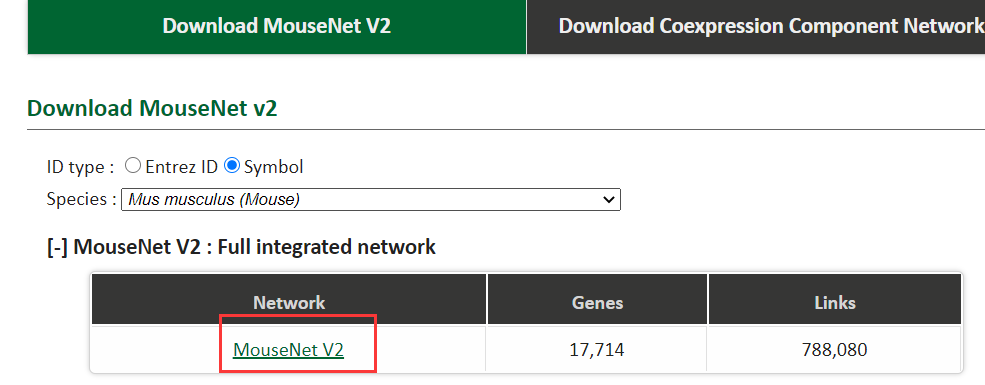 Download MouseNet V2 Download Coexpression Component Network
Download MouseNet v2
ID type : Entrez ID Symbol
Species : Mus musculus (Mouse)
[-] MouseNet V2 : Full integrated network
Network Genes Links
MouseNet V2 17,714 788,080